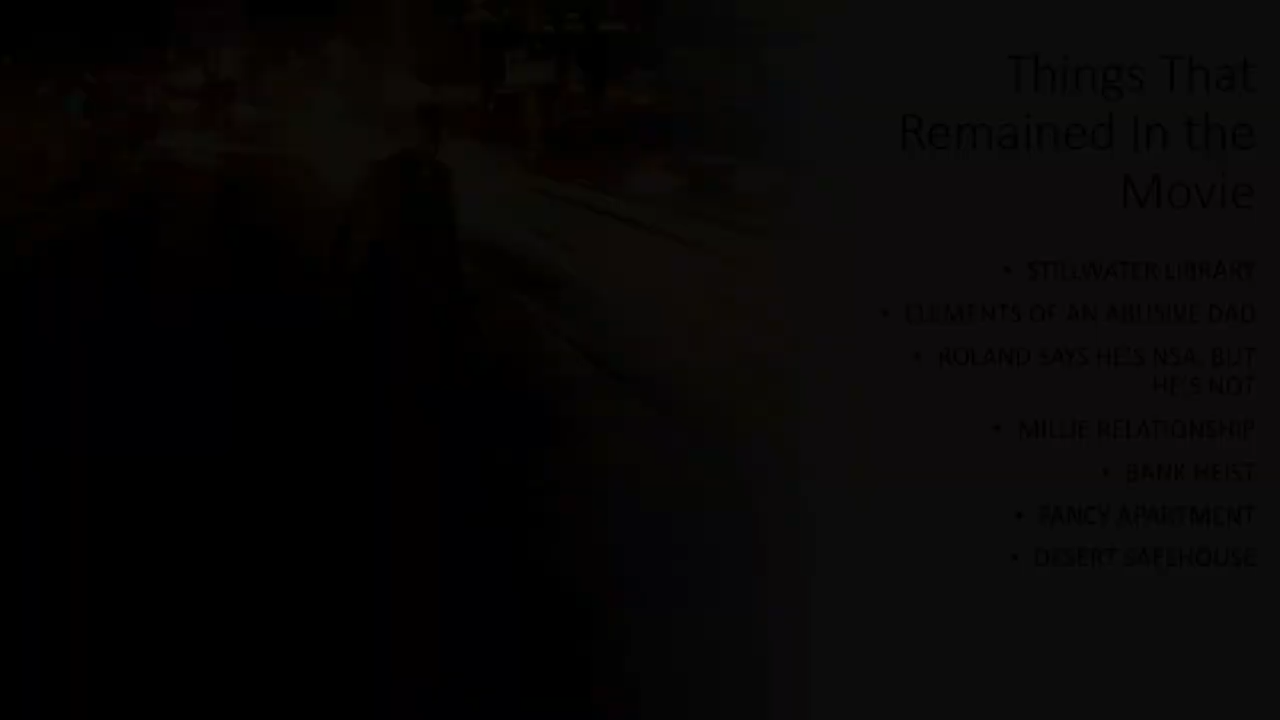 Things That
Remained In the
Movie
• STILLWATER LIBRARY
• ELEMENTS OF AN ABUSIVE DAD
• ROLAND SAYS HE'S NSA, BUT
HE'S NOT
• MILLIE RELATIONSHIP
• BANK HEIST
• FANCY APARTMENT
• DESERT SAFEHOUSE